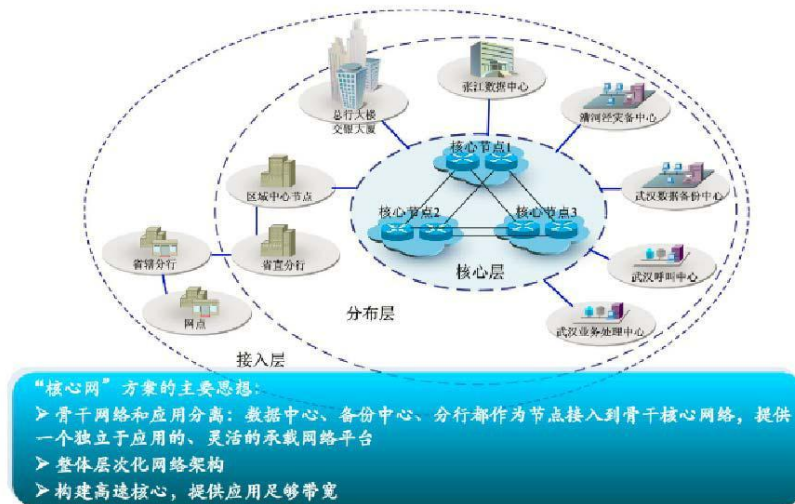 总行大楼
交银大厦
张江数据中心
漕河泾灾备中心
核心节点1
区域中心节点
武汉数据备份中心
核心节点2
核心节点3
省辖分行
省直分行
核心层
武汉呼叫中心
网点
分布层
武汉业务处理中心
接入层
“核心网”方案的主要思想:
➢ 骨干网络和应用分离：数据中心、备份中心、分行都作为节点接入到骨干核心网络，提供
一个独立于应用的、灵活的承载网络平台
➢ 整体层次化网络架构
➢ 构建高速核心，提供应用足够带宽